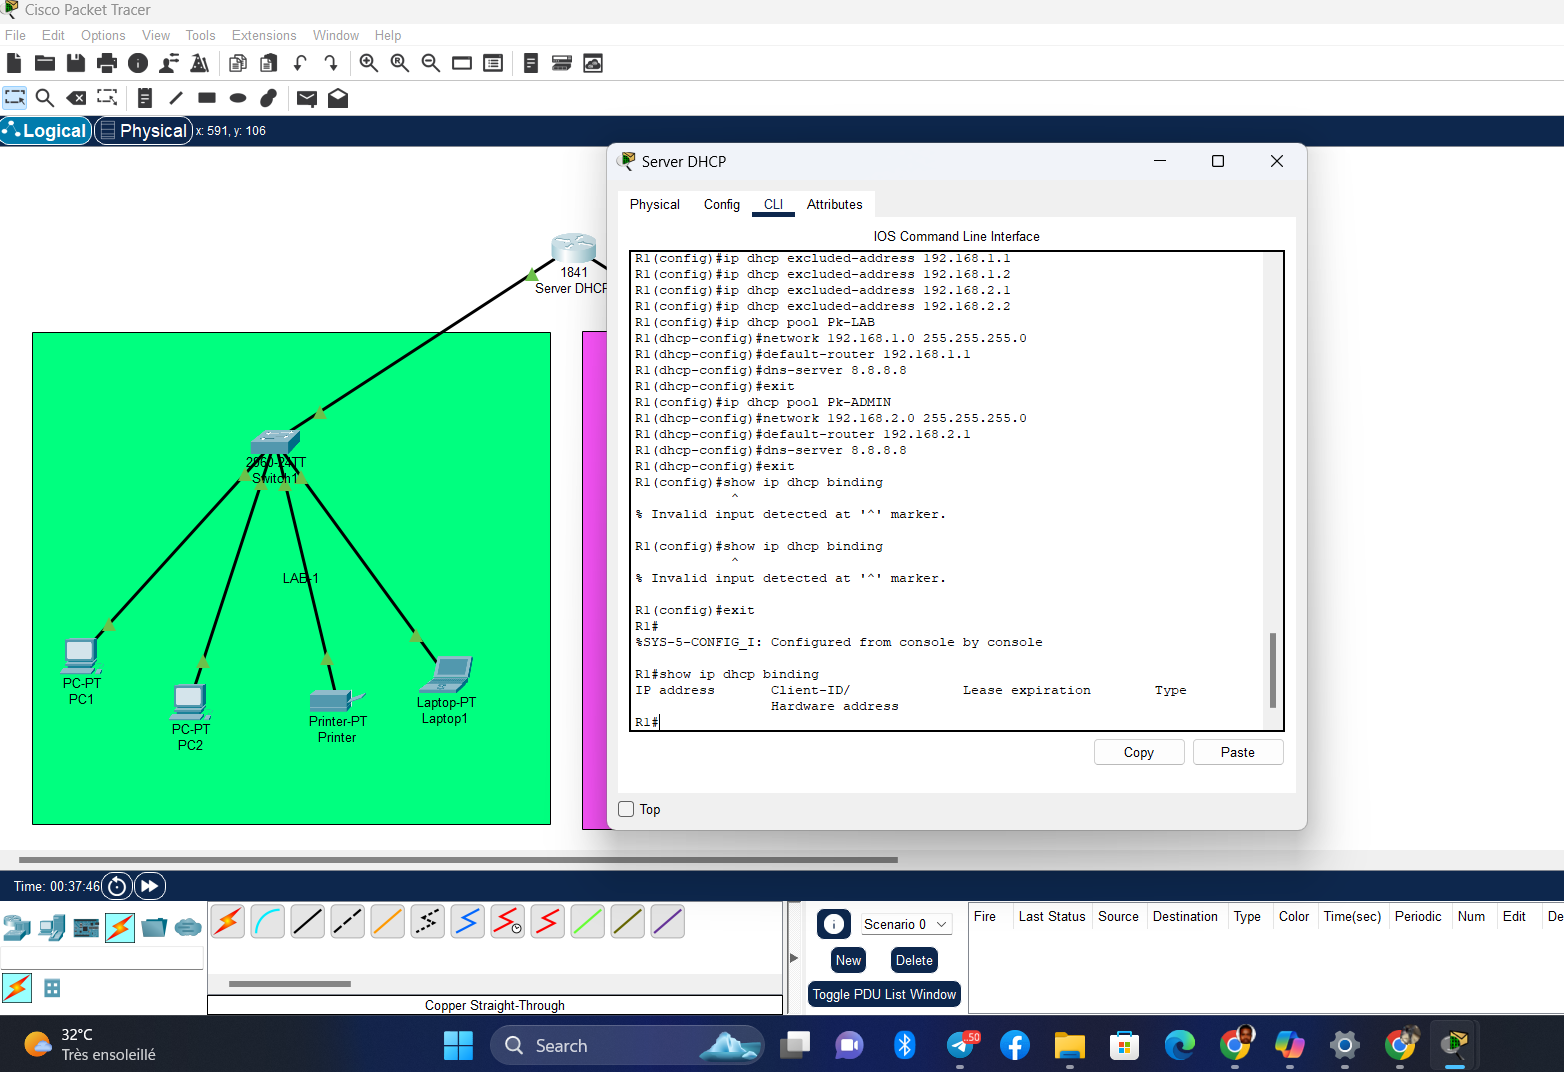 Cisco Packet Tracer
File Edit Options View Tools Extensions Window Help
Logical Physical x: 591, y: 106
1841
Server DHCP
2960-24TT
Switch1
LAB-1
PC-PT
PC1
PC-PT
PC2
Printer-PT
Printer
Laptop-PT
Laptop1
Server DHCP
Physical Config CLI Attributes
IOS Command Line Interface
R1(config)#ip dhcp excluded-address 192.168.1.1
R1(config)#ip dhcp excluded-address 192.168.1.2
R1(config)#ip dhcp excluded-address 192.168.2.1
R1(config)#ip dhcp excluded-address 192.168.2.2
R1(config)#ip dhcp pool Pk-LAB
R1(dhcp-config)#network 192.168.1.0 255.255.255.0
R1(dhcp-config)#default-router 192.168.1.1
R1(dhcp-config)#dns-server 8.8.8.8
R1(dhcp-config)#exit
R1(config)#ip dhcp pool Pk-ADMIN
R1(dhcp-config)#network 192.168.2.0 255.255.255.0
R1(dhcp-config)#default-router 192.168.2.1
R1(dhcp-config)#dns-server 8.8.8.8
R1(dhcp-config)#exit
R1(config)#show ip dhcp binding
^
% Invalid input detected at '^' marker.
R1(config)#show ip dhcp binding
^
% Invalid input detected at '^' marker.
R1(config)#exit
R1#
%SYS-5-CONFIG_I: Configured from console by console
R1#show ip dhcp binding
IP address Client-ID/ Lease expiration Type
Hardware address
R1#
Copy Paste
Top
Time: 00:37:46
Scenario 0
New Delete
Toggle PDU List Window
Fire Last Status Source Destination Type Color Time(sec) Periodic Num Edit De
Copper Straight-Through
32°C
Très ensoleillé
Search
.50